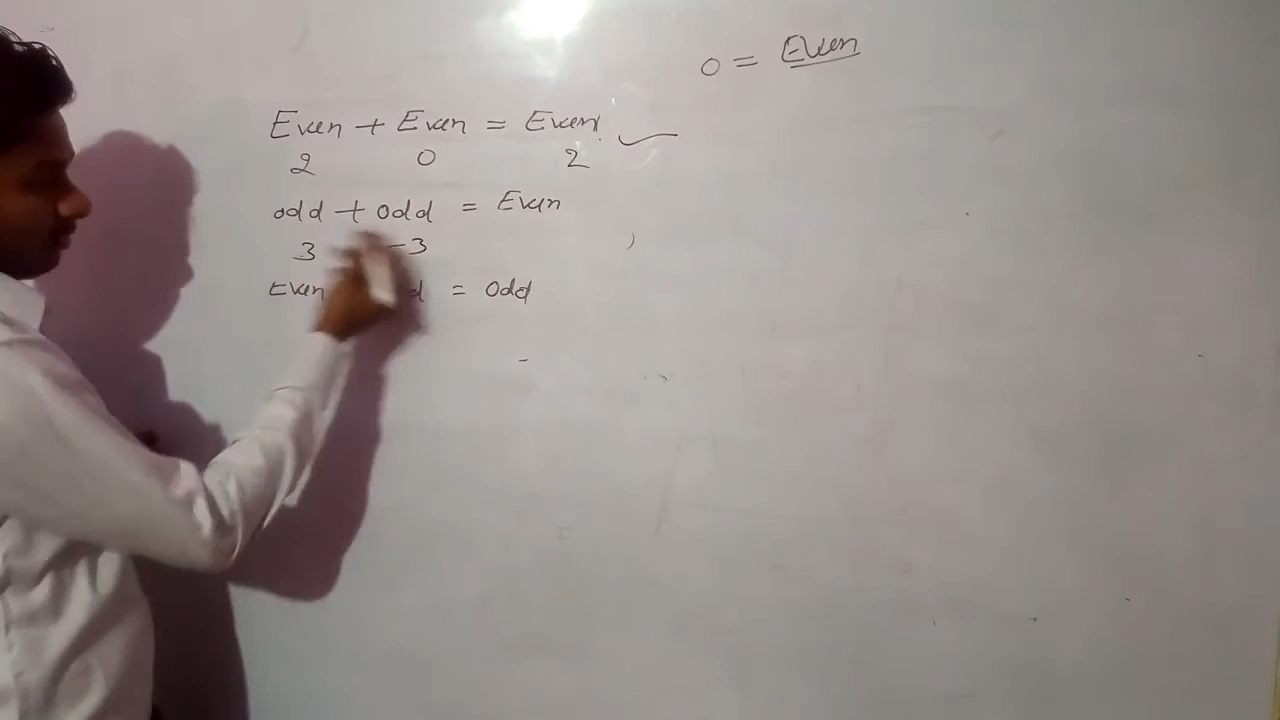 0 = Even
Even + Even = Even
2 0 2
odd + odd = Even
3 -3
Even = Odd